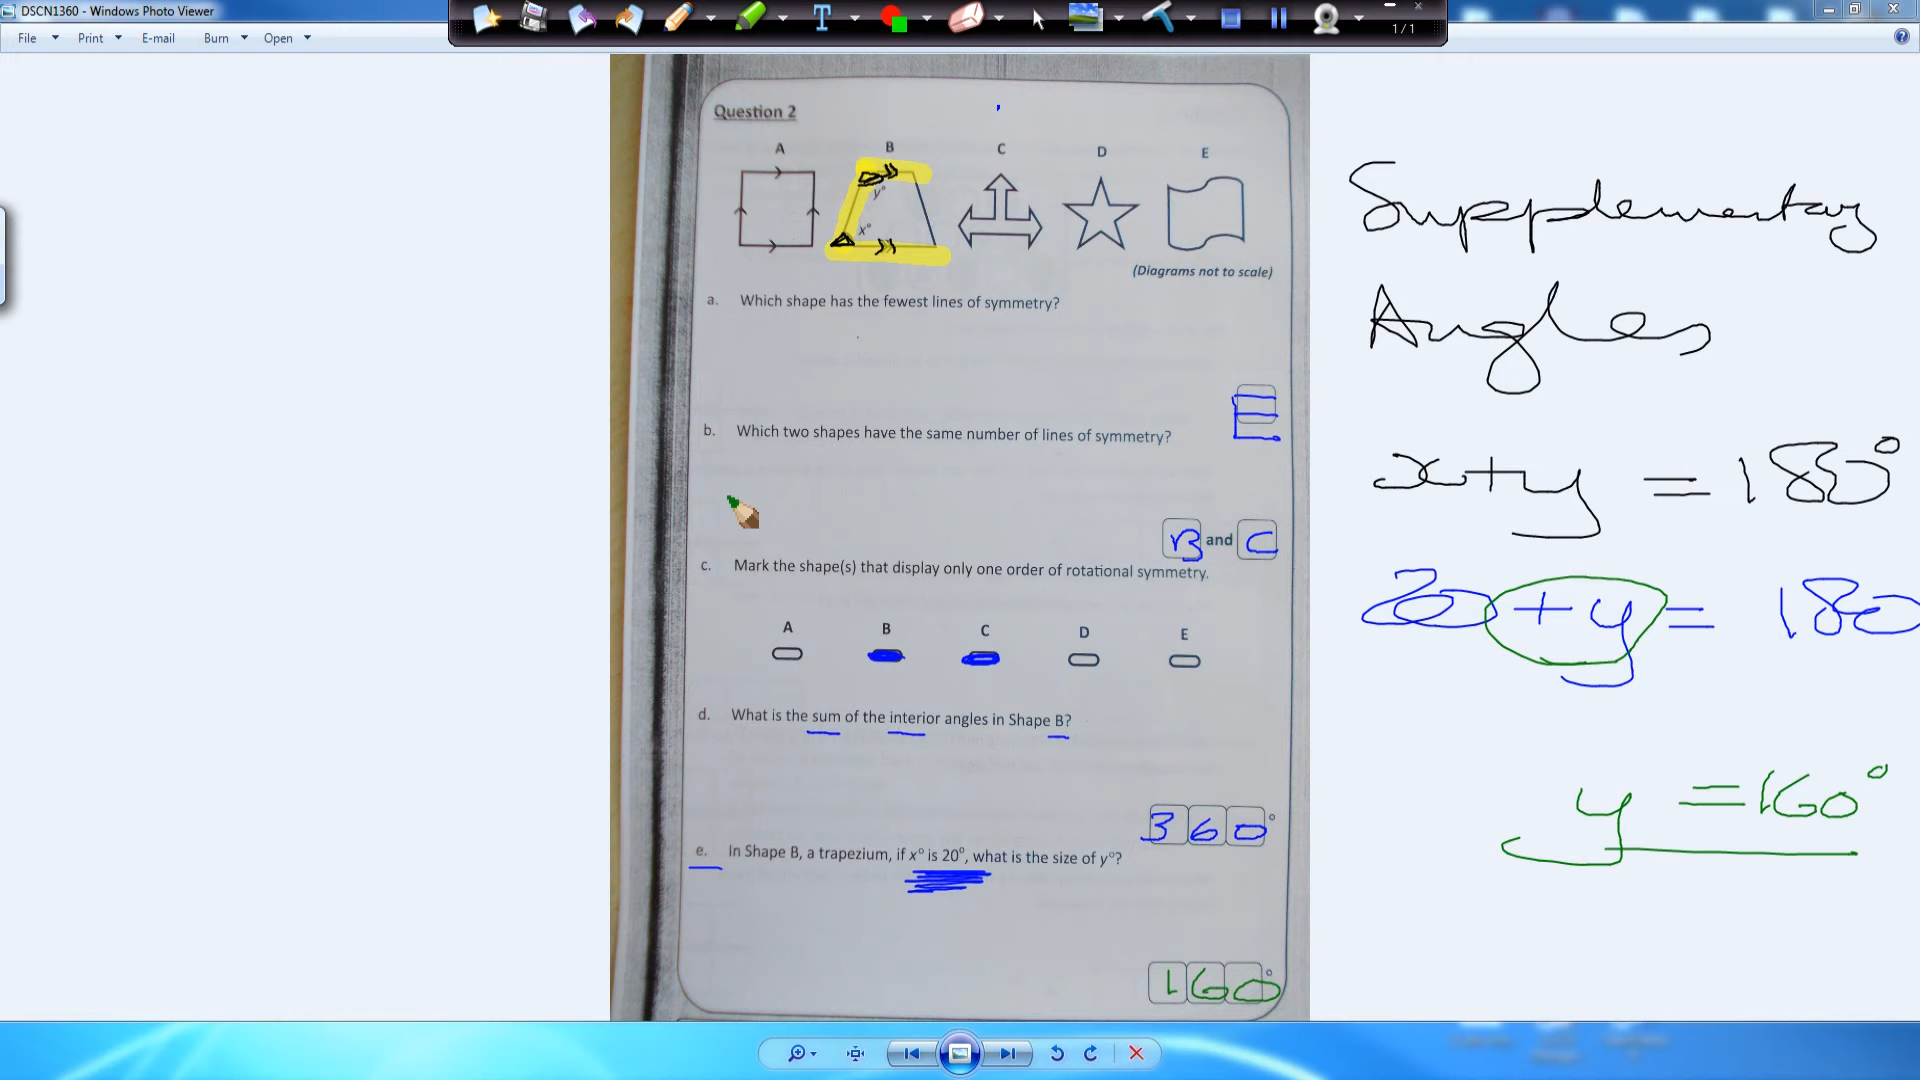 DSCN1360 - Windows Photo Viewer
File Print E-mail Burn Open
1/1
Question 2
A B C D E
y°
x°
(Diagrams not to scale)
a. Which shape has the fewest lines of symmetry?
E
b. Which two shapes have the same number of lines of symmetry?
B and C
c. Mark the shape(s) that display only one order of rotational symmetry.
A B C D E
d. What is the sum of the interior angles in Shape B?
360°
e. In Shape B, a trapezium, if x° is 20°, what is the size of y°?
160°
Supplementary
Angles
x+y = 180°
20 + y = 180
y = 160°